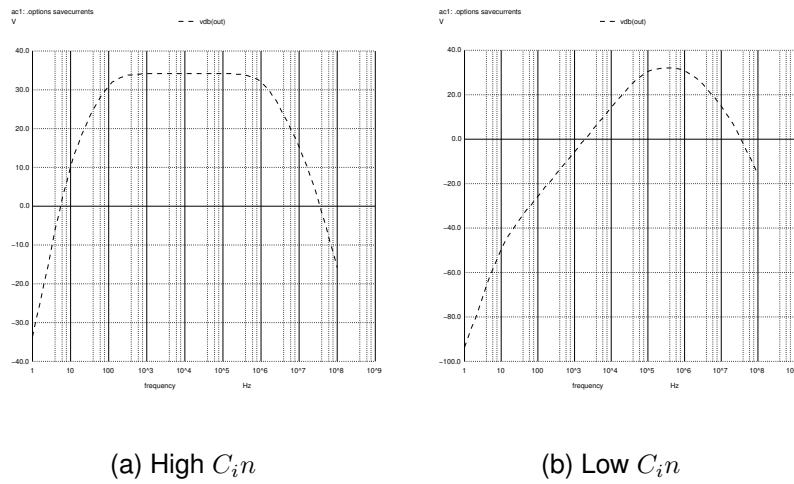 ac1: .options savecurrents
V
vdb(out)
40.0
30.0
20.0
10.0
0.0
−10.0
−20.0
−30.0
−40.0
1 10 100 10^3 10^4 10^5 10^6 10^7 10^8 10^9
frequency Hz
(a) High C_in
ac1: .options savecurrents
V
vdb(out)
40.0
20.0
0.0
−20.0
−40.0
−60.0
−80.0
−100.0
1 10 100 10^3 10^4 10^5 10^6 10^7 10^8 10
frequency Hz
(b) Low C_in